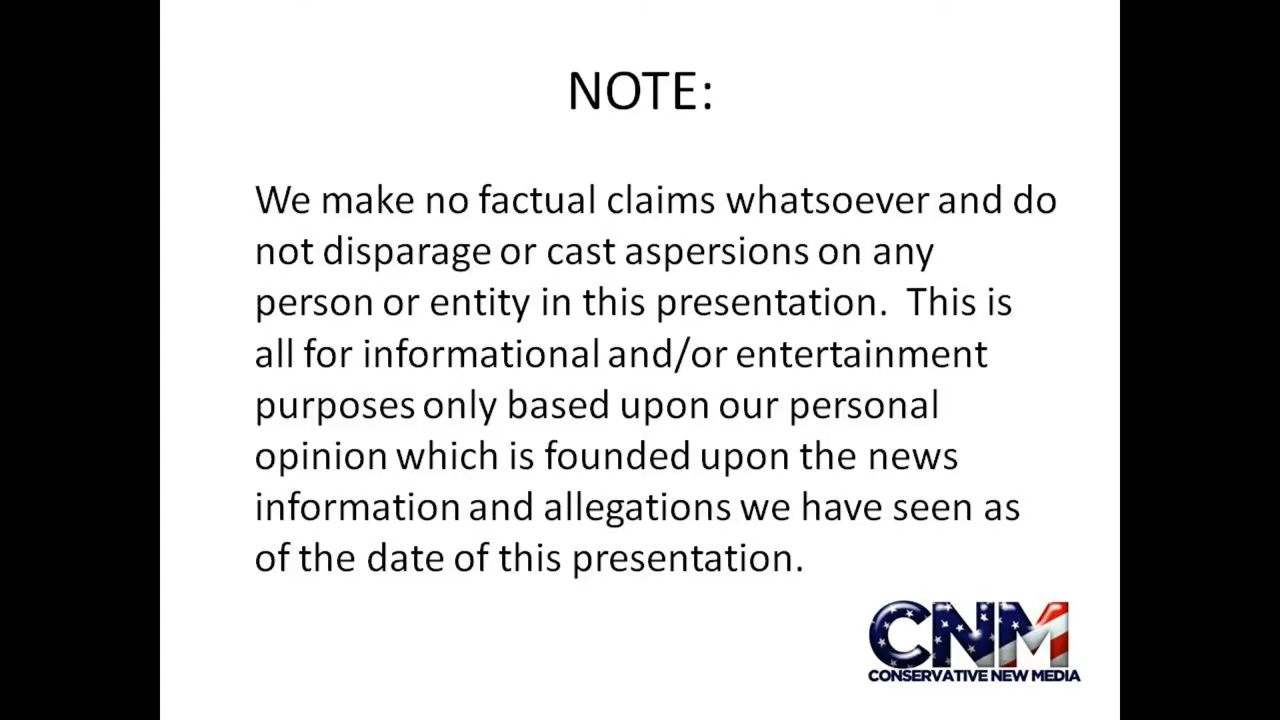 NOTE:
We make no factual claims whatsoever and do
not disparage or cast aspersions on any
person or entity in this presentation.  This is
all for informational and/or entertainment
purposes only based upon our personal
opinion which is founded upon the news
information and allegations we have seen as
of the date of this presentation.
CNM
CONSERVATIVE NEW MEDIA